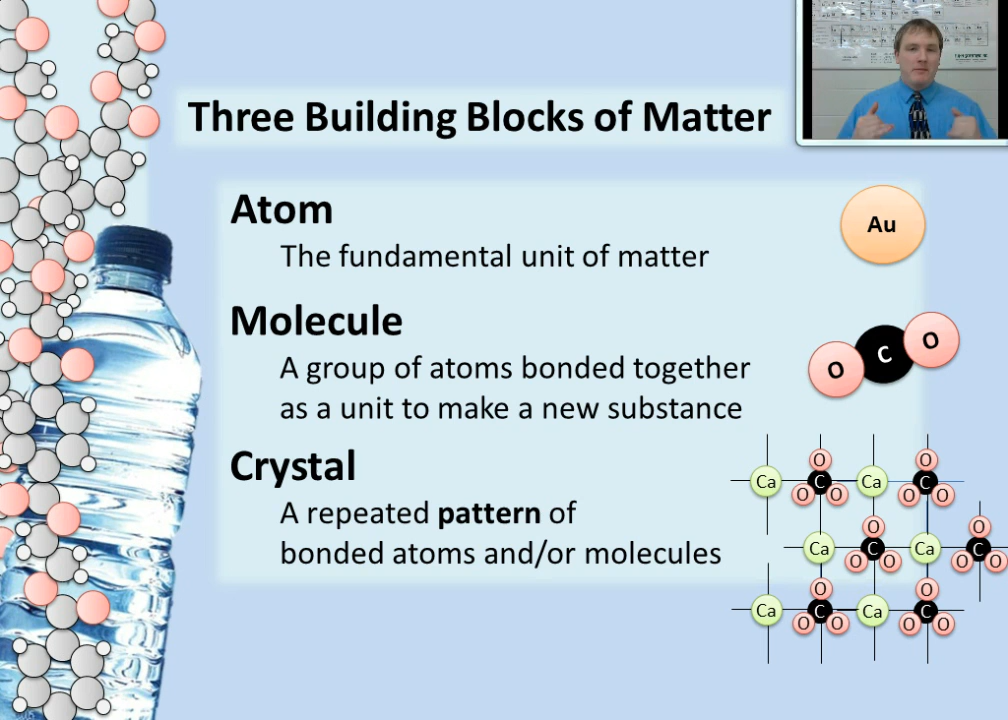 Three Building Blocks of Matter
Atom
The fundamental unit of matter
Au
Molecule
A group of atoms bonded together
as a unit to make a new substance
O C O
Crystal
A repeated pattern of
bonded atoms and/or molecules
O O
Ca C Ca C
O O O O
O O
Ca C Ca C
O O O O
O O
Ca C Ca C
O O O O